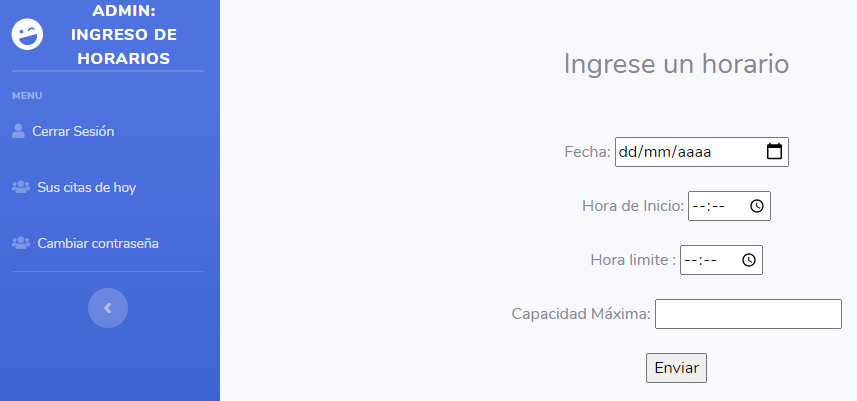 ADMIN:
INGRESO DE
HORARIOS
MENU
Cerrar Sesión
Sus citas de hoy
Cambiar contraseña
Ingrese un horario
Fecha: dd/mm/aaaa
Hora de Inicio: --:--
Hora limite : --:--
Capacidad Máxima:
Enviar